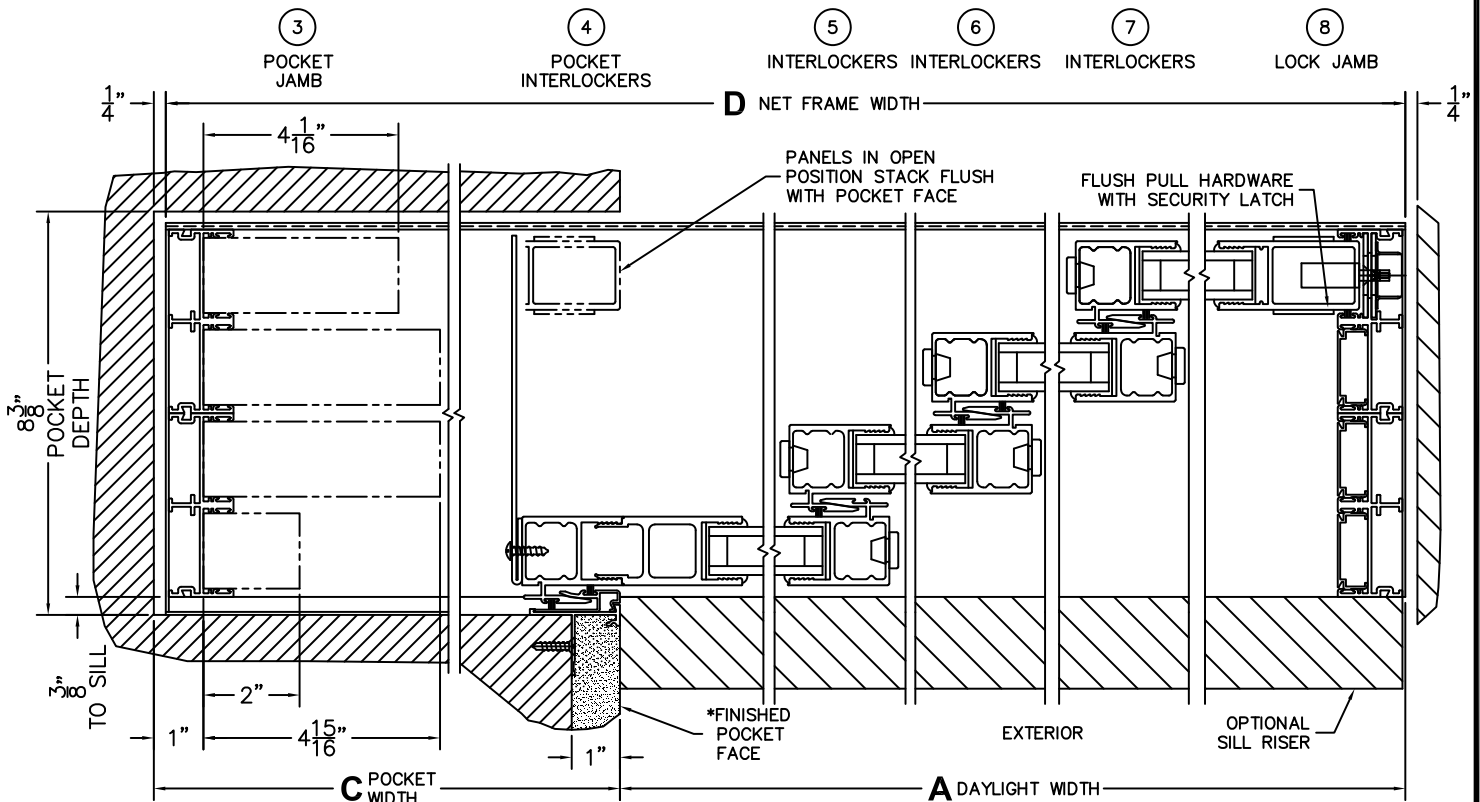 3
POCKET
JAMB
4
POCKET
INTERLOCKERS
5
INTERLOCKERS
6
INTERLOCKERS
7
INTERLOCKERS
8
LOCK JAMB
1/4"
D NET FRAME WIDTH
1/4"
4 1/16"
PANELS IN OPEN
POSITION STACK FLUSH
WITH POCKET FACE
FLUSH PULL HARDWARE
WITH SECURITY LATCH
8 3/8"
POCKET
DEPTH
3/8"
TO SILL
2"
1"
4 15/16"
1"
*FINISHED
POCKET
FACE
EXTERIOR
OPTIONAL
SILL RISER
C POCKET
WIDTH
A DAYLIGHT WIDTH